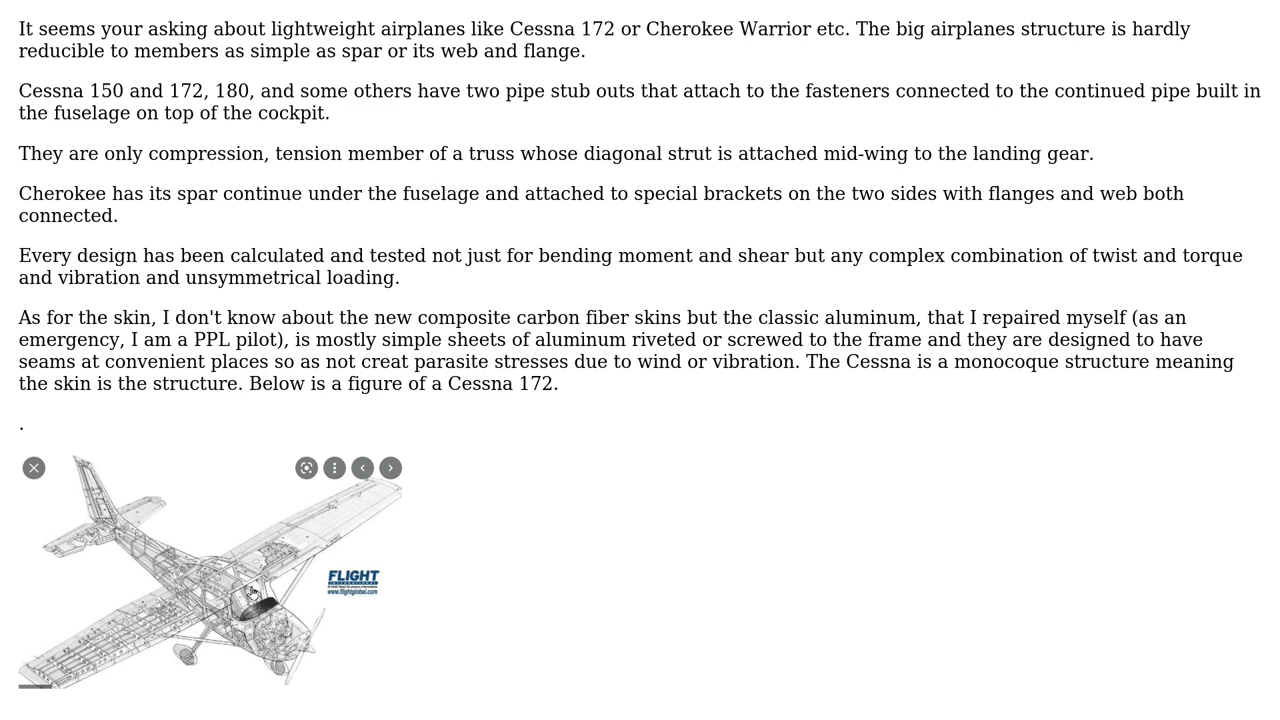 It seems your asking about lightweight airplanes like Cessna 172 or Cherokee Warrior etc. The big airplanes structure is hardly
reducible to members as simple as spar or its web and flange.
Cessna 150 and 172, 180, and some others have two pipe stub outs that attach to the fasteners connected to the continued pipe built in
the fuselage on top of the cockpit.
They are only compression, tension member of a truss whose diagonal strut is attached mid-wing to the landing gear.
Cherokee has its spar continue under the fuselage and attached to special brackets on the two sides with flanges and web both
connected.
Every design has been calculated and tested not just for bending moment and shear but any complex combination of twist and torque
and vibration and unsymmetrical loading.
As for the skin, I don't know about the new composite carbon fiber skins but the classic aluminum, that I repaired myself (as an
emergency, I am a PPL pilot), is mostly simple sheets of aluminum riveted or screwed to the frame and they are designed to have
seams at convenient places so as not creat parasite stresses due to wind or vibration. The Cessna is a monocoque structure meaning
the skin is the structure. Below is a figure of a Cessna 172.
.
FLIGHT
INTERNATIONAL
www.flightglobal.com